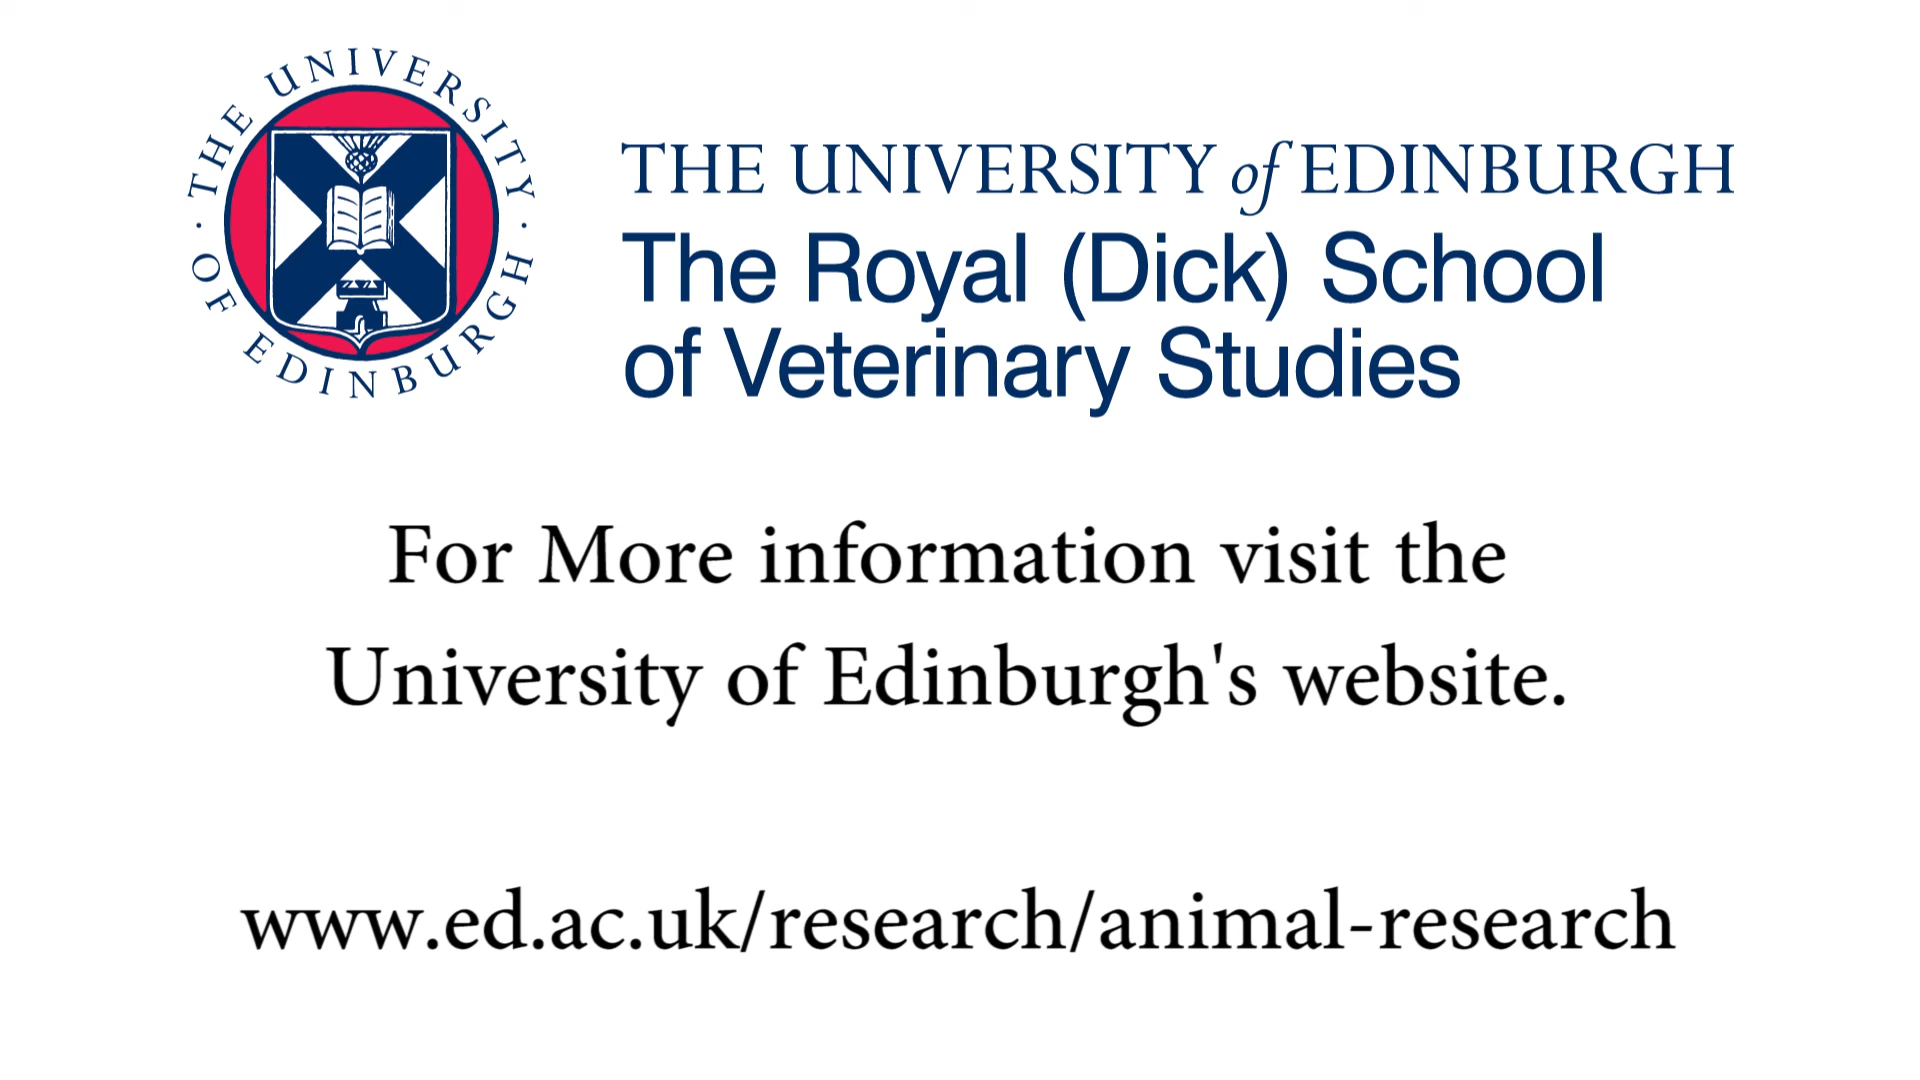 THE UNIVERSITY
· OF EDINBURGH ·
THE UNIVERSITY of EDINBURGH
The Royal (Dick) School
of Veterinary Studies
For More information visit the
University of Edinburgh's website.
www.ed.ac.uk/research/animal-research